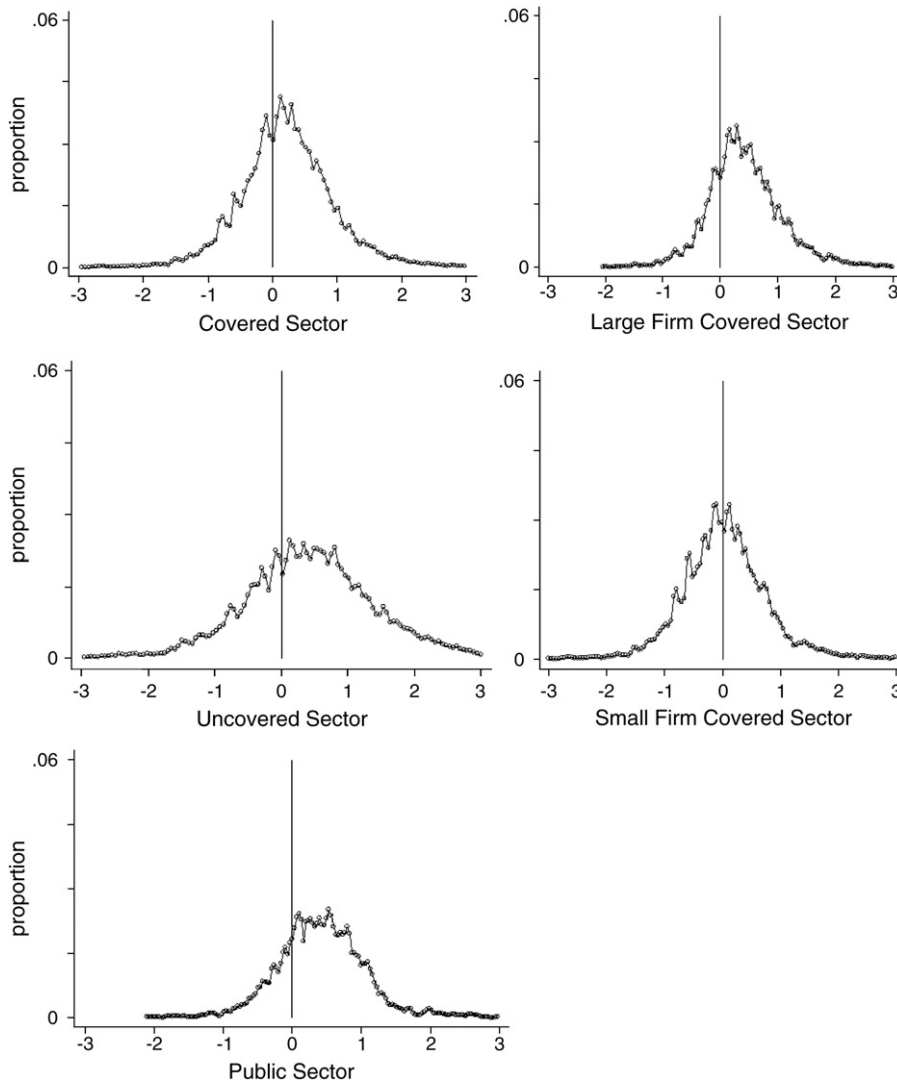 .06
proportion
0
-3 -2 -1 0 1 2 3
Covered Sector
.06
0
-3 -2 -1 0 1 2 3
Large Firm Covered Sector
.06
proportion
0
-3 -2 -1 0 1 2 3
Uncovered Sector
.06
0
-3 -2 -1 0 1 2 3
Small Firm Covered Sector
.06
proportion
0
-3 -2 -1 0 1 2 3
Public Sector